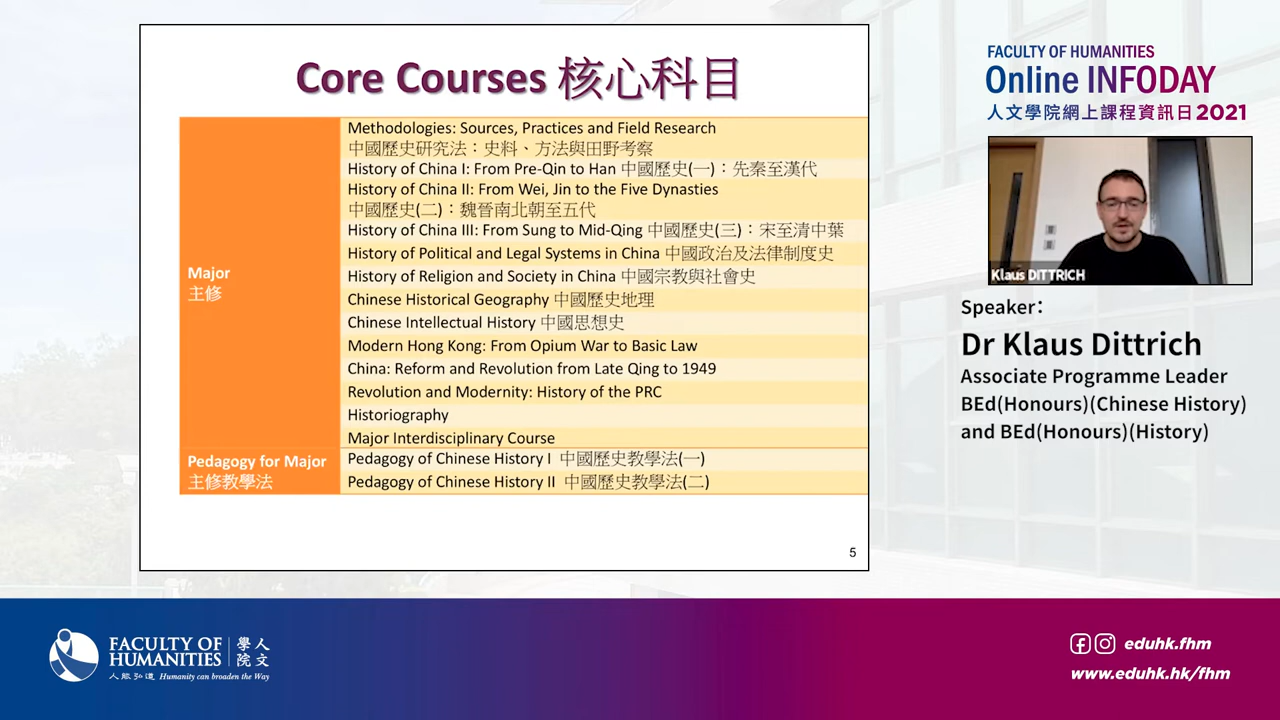 Core Courses 核心科目
Major
主修
Methodologies: Sources, Practices and Field Research
中國歷史研究法：史料、方法與田野考察
History of China I: From Pre-Qin to Han 中國歷史(一)：先秦至漢代
History of China II: From Wei, Jin to the Five Dynasties
中國歷史(二)：魏晉南北朝至五代
History of China III: From Sung to Mid-Qing 中國歷史(三)：宋至清中葉
History of Political and Legal Systems in China 中國政治及法律制度史
History of Religion and Society in China 中國宗教與社會史
Chinese Historical Geography 中國歷史地理
Chinese Intellectual History 中國思想史
Modern Hong Kong: From Opium War to Basic Law
China: Reform and Revolution from Late Qing to 1949
Revolution and Modernity: History of the PRC
Historiography
Major Interdisciplinary Course
Pedagogy for Major
主修教學法
Pedagogy of Chinese History I 中國歷史教學法(一)
Pedagogy of Chinese History II 中國歷史教學法(二)
5
FACULTY OF HUMANITIES
Online INFODAY
人文學院網上課程資訊日 2021
Klaus DITTRICH
Speaker：
Dr Klaus Dittrich
Associate Programme Leader
BEd(Honours)(Chinese History)
and BEd(Honours)(History)
FACULTY OF HUMANITIES
人文學院
人脈弘道 Humanity can broaden the Way
eduhk.fhm
www.eduhk.hk/fhm